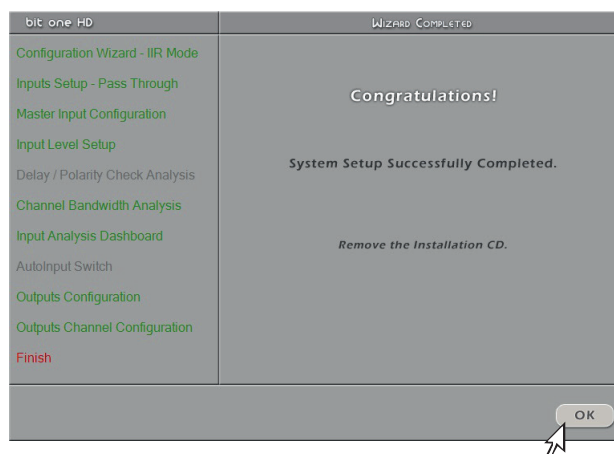 bit one HD
Wizard Completed
Configuration Wizard - IIR Mode
Inputs Setup - Pass Through
Master Input Configuration
Input Level Setup
Delay / Polarity Check Analysis
Channel Bandwidth Analysis
Input Analysis Dashboard
AutoInput Switch
Outputs Configuration
Outputs Channel Configuration
Finish
Congratulations!
System Setup Successfully Completed.
Remove the Installation CD.
OK